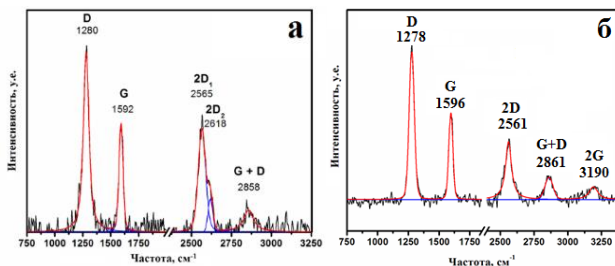 а
D
1280
G
1592
2D1
2565
2D2
2618
G + D
2858
Интенсивность, у.е.
750 1000 1250 1500 1750 2500 2750 3000 3250
Частота, см-1
б
D
1278
G
1596
2D
2561
G+D
2861
2G
3190
Интенсивность, у.е.
750 1000 1250 1500 1750 2500 2750 3000 3250
Частота, см-1